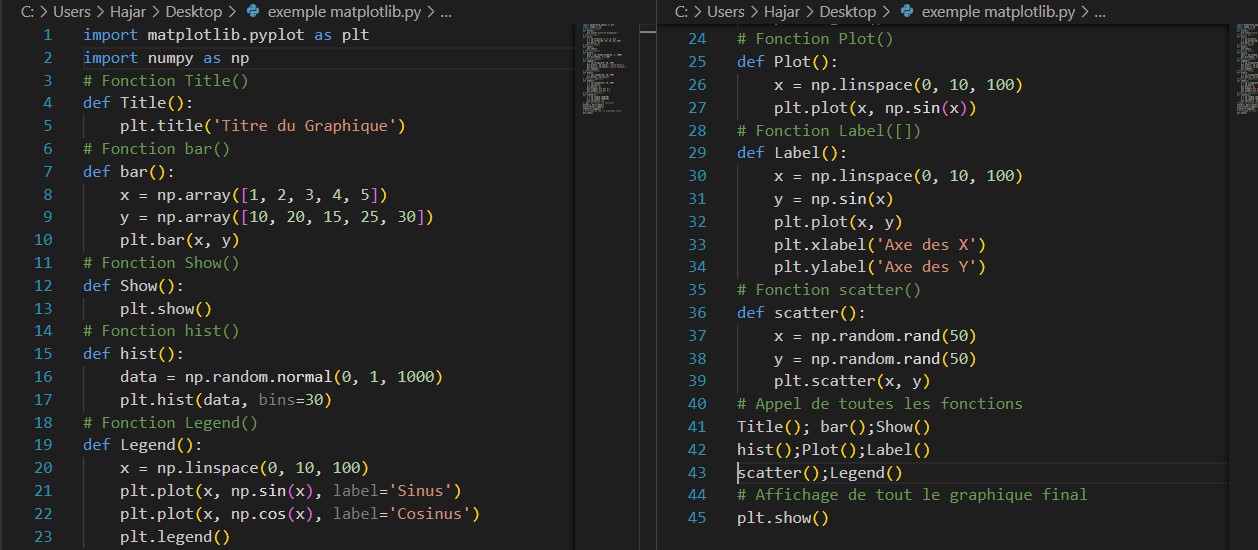 C: > Users > Hajar > Desktop > exemple matplotlib.py > ...
1 import matplotlib.pyplot as plt
2 import numpy as np
3 # Fonction Title()
4 def Title():
5     plt.title('Titre du Graphique')
6 # Fonction bar()
7 def bar():
8     x = np.array([1, 2, 3, 4, 5])
9     y = np.array([10, 20, 15, 25, 30])
10     plt.bar(x, y)
11 # Fonction Show()
12 def Show():
13     plt.show()
14 # Fonction hist()
15 def hist():
16     data = np.random.normal(0, 1, 1000)
17     plt.hist(data, bins=30)
18 # Fonction Legend()
19 def Legend():
20     x = np.linspace(0, 10, 100)
21     plt.plot(x, np.sin(x), label='Sinus')
22     plt.plot(x, np.cos(x), label='Cosinus')
23     plt.legend()
C: > Users > Hajar > Desktop > exemple matplotlib.py > ...
24 # Fonction Plot()
25 def Plot():
26     x = np.linspace(0, 10, 100)
27     plt.plot(x, np.sin(x))
28 # Fonction Label([])
29 def Label():
30     x = np.linspace(0, 10, 100)
31     y = np.sin(x)
32     plt.plot(x, y)
33     plt.xlabel('Axe des X')
34     plt.ylabel('Axe des Y')
35 # Fonction scatter()
36 def scatter():
37     x = np.random.rand(50)
38     y = np.random.rand(50)
39     plt.scatter(x, y)
40 # Appel de toutes les fonctions
41 Title(); bar();Show()
42 hist();Plot();Label()
43 scatter();Legend()
44 # Affichage de tout le graphique final
45 plt.show()